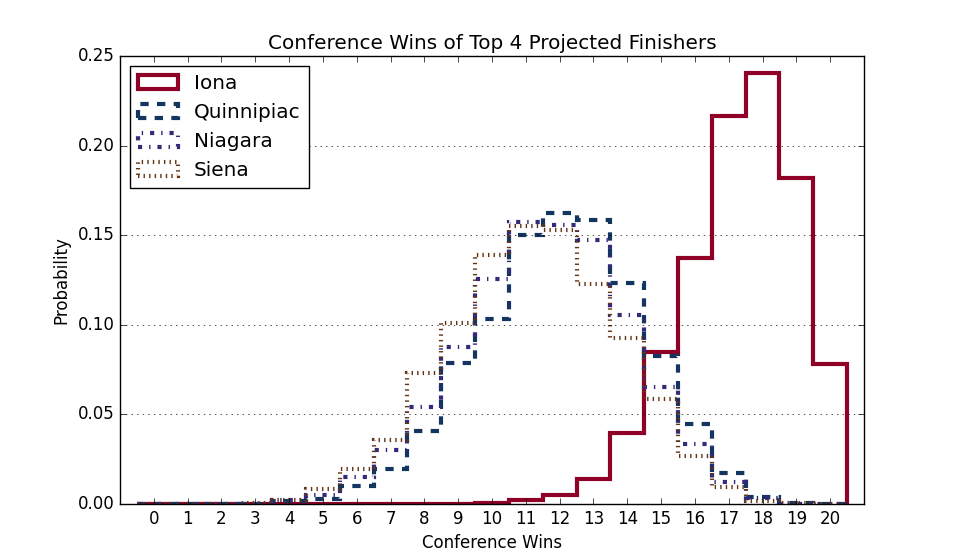 Conference Wins of Top 4 Projected Finishers
0.25
0.20
0.15
0.10
0.05
0.00
Probability
Iona
Quinnipiac
Niagara
Siena
0 1 2 3 4 5 6 7 8 9 10 11 12 13 14 15 16 17 18 19 20
Conference Wins